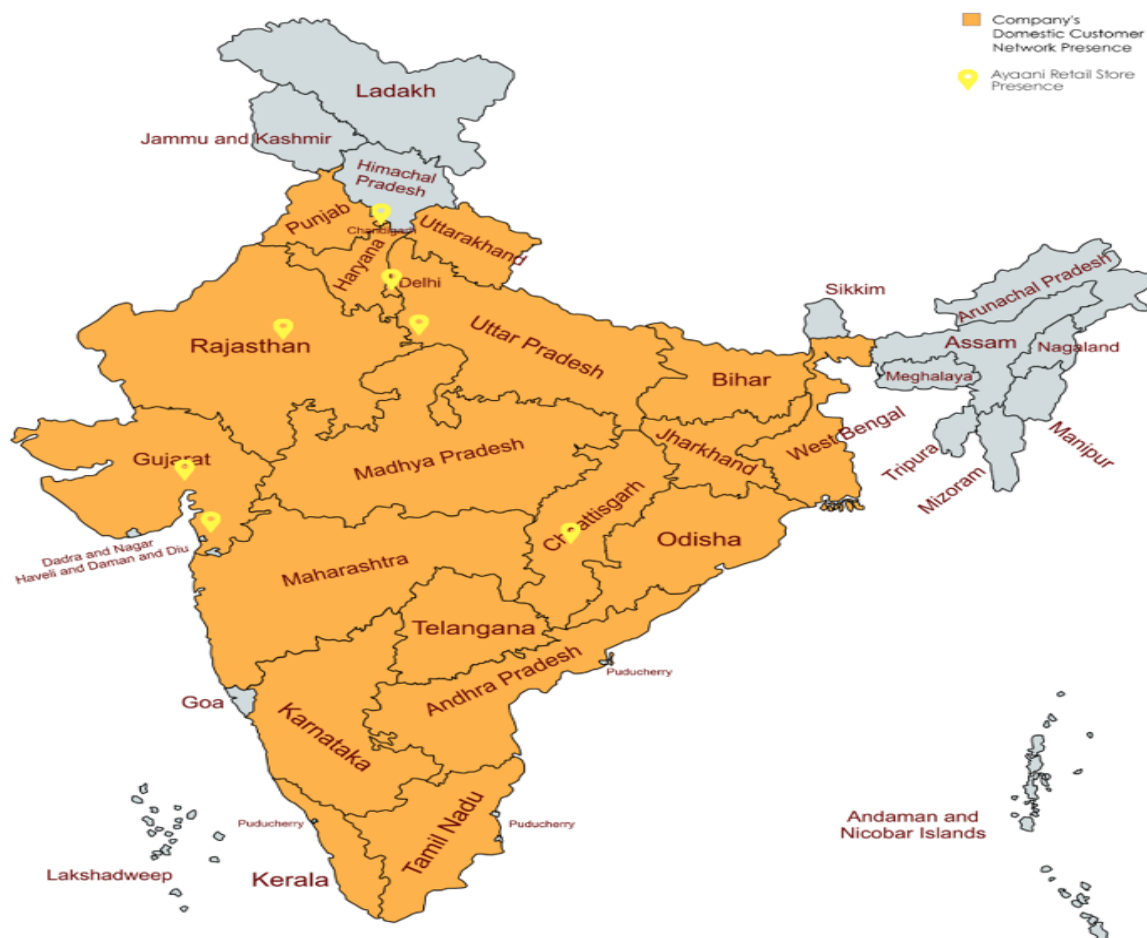 Company's
Domestic Customer
Network Presence
Ayaani Retail Store
Presence
Ladakh
Jammu and Kashmir
Himachal
Pradesh
Punjab
Chandigarh
Uttarakhand
Haryana
Delhi
Rajasthan
Uttar Pradesh
Bihar
Sikkim
Arunachal Pradesh
Assam
Nagaland
Meghalaya
Manipur
Tripura
Mizoram
West Bengal
Jharkhand
Gujarat
Madhya Pradesh
Chhattisgarh
Odisha
Dadra and Nagar
Haveli and Daman and Diu
Maharashtra
Telangana
Andhra Pradesh
Puducherry
Goa
Karnataka
Puducherry
Puducherry
Tamil Nadu
Kerala
Lakshadweep
Andaman and
Nicobar Islands